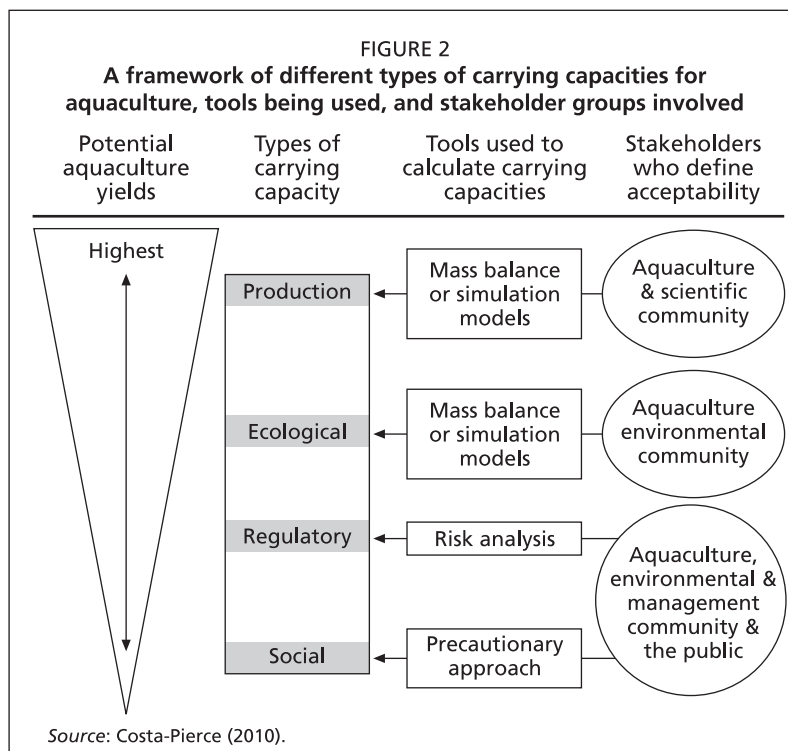 FIGURE 2
A framework of different types of carrying capacities for
aquaculture, tools being used, and stakeholder groups involved
Potential
aquaculture
yields
Types of
carrying
capacity
Tools used to
calculate carrying
capacities
Stakeholders
who define
acceptability
Highest
Production
Mass balance
or simulation
models
Aquaculture
& scientific
community
Ecological
Mass balance
or simulation
models
Aquaculture
environmental
community
Regulatory
Risk analysis
Aquaculture,
environmental &
management
community &
the public
Social
Precautionary
approach
Source: Costa-Pierce (2010).